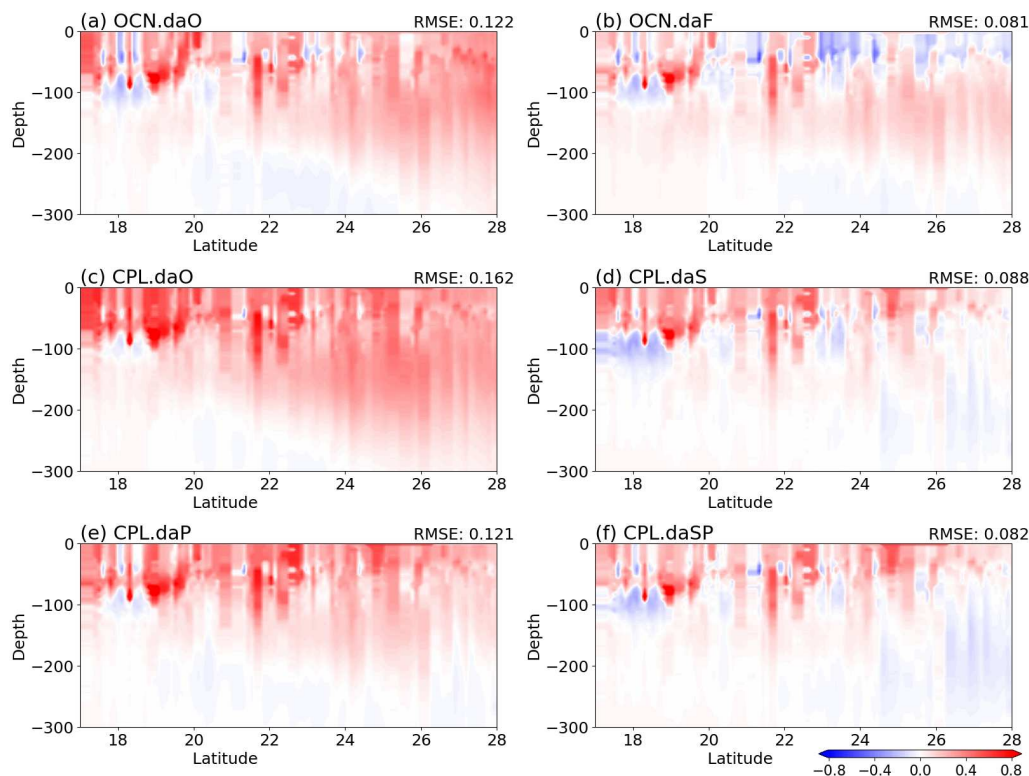 (a) OCN.daO RMSE: 0.122
(b) OCN.daF RMSE: 0.081
0 0
−100 −100
−200 −200
−300 −300
Depth Depth
18 20 22 24 26 28 18 20 22 24 26 28
Latitude Latitude
(c) CPL.daO RMSE: 0.162
(d) CPL.daS RMSE: 0.088
0 0
−100 −100
−200 −200
−300 −300
Depth Depth
18 20 22 24 26 28 18 20 22 24 26 28
Latitude Latitude
(e) CPL.daP RMSE: 0.121
(f) CPL.daSP RMSE: 0.082
0 0
−100 −100
−200 −200
−300 −300
Depth Depth
18 20 22 24 26 28 18 20 22 24 26 28
Latitude Latitude
−0.8 −0.4 0.0 0.4 0.8